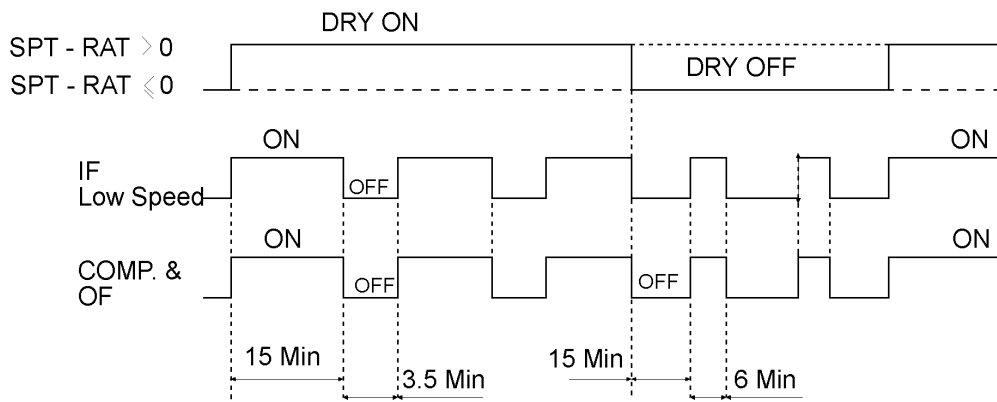 DRY ON
SPT - RAT > 0
SPT - RAT ⩽ 0
DRY OFF
ON
ON
IF
Low Speed
OFF
ON
ON
COMP. &
OF
OFF
OFF
15 Min
3.5 Min
15 Min
6 Min